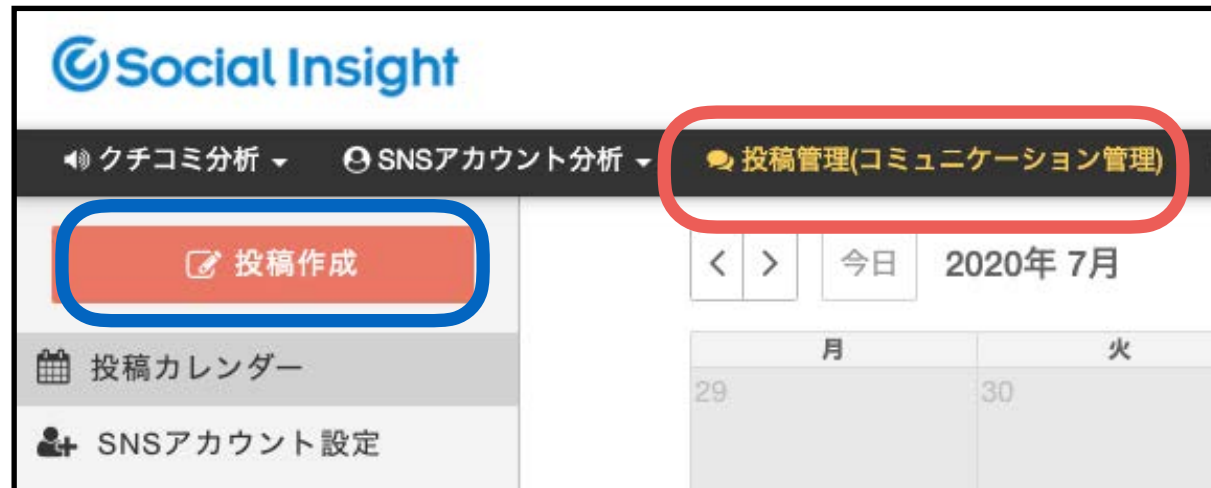 Social Insight
クチコミ分析 SNSアカウント分析 投稿管理(コミュニケーション管理)
投稿作成
< > 今日 2020年 7月
投稿カレンダー
月 火
29 30
SNSアカウント設定